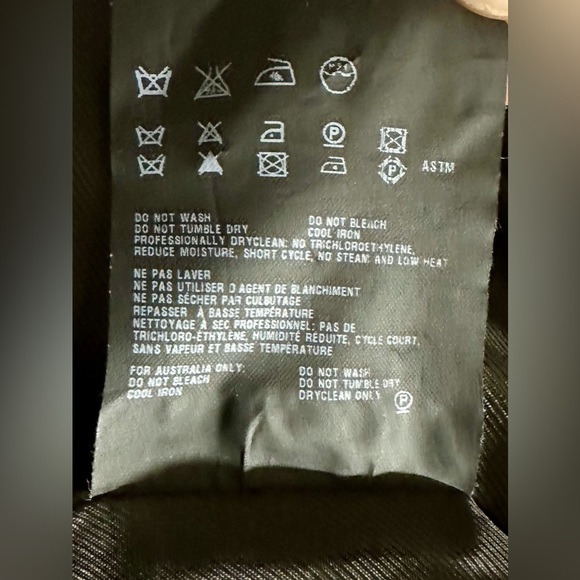 P
ASTM
P
DO NOT WASH DO NOT BLEACH
DO NOT TUMBLE DRY COOL IRON
PROFESSIONALLY DRYCLEAN: NO TRICHLOROETHYLENE,
REDUCE MOISTURE, SHORT CYCLE, NO STEAM AND LOW HEAT
NE PAS LAVER
NE PAS UTILISER D'AGENT DE BLANCHIMENT
NE PAS SÉCHER PAR CULBUTAGE
REPASSER À BASSE TEMPÉRATURE
NETTOYAGE À SEC PROFESSIONNEL: PAS DE
TRICHLORO-ÉTHYLÈNE, HUMIDITÉ RÉDUITE, CYCLE COURT,
SANS VAPEUR ET BASSE TEMPÉRATURE
FOR AUSTRALIA ONLY: DO NOT WASH
DO NOT BLEACH DO NOT TUMBLE DRY
COOL IRON DRYCLEAN ONLY P